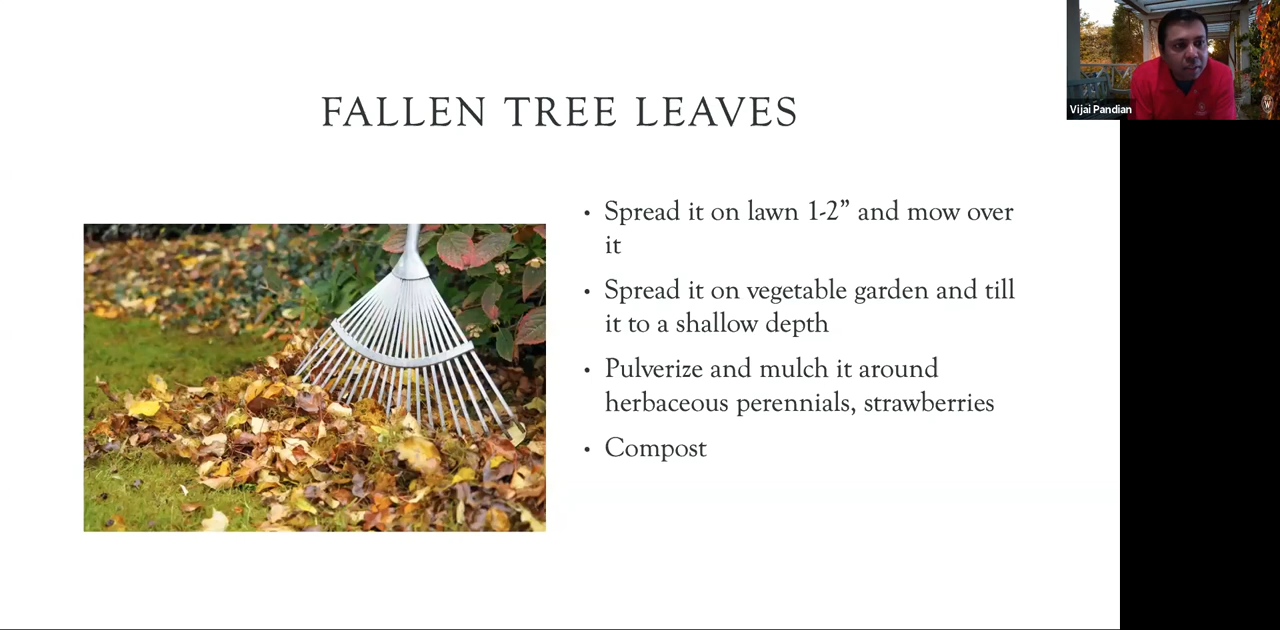 FALLEN TREE LEAVES
• Spread it on lawn 1-2” and mow over
it
• Spread it on vegetable garden and till
it to a shallow depth
• Pulverize and mulch it around
herbaceous perennials, strawberries
• Compost
Vijai Pandian
W